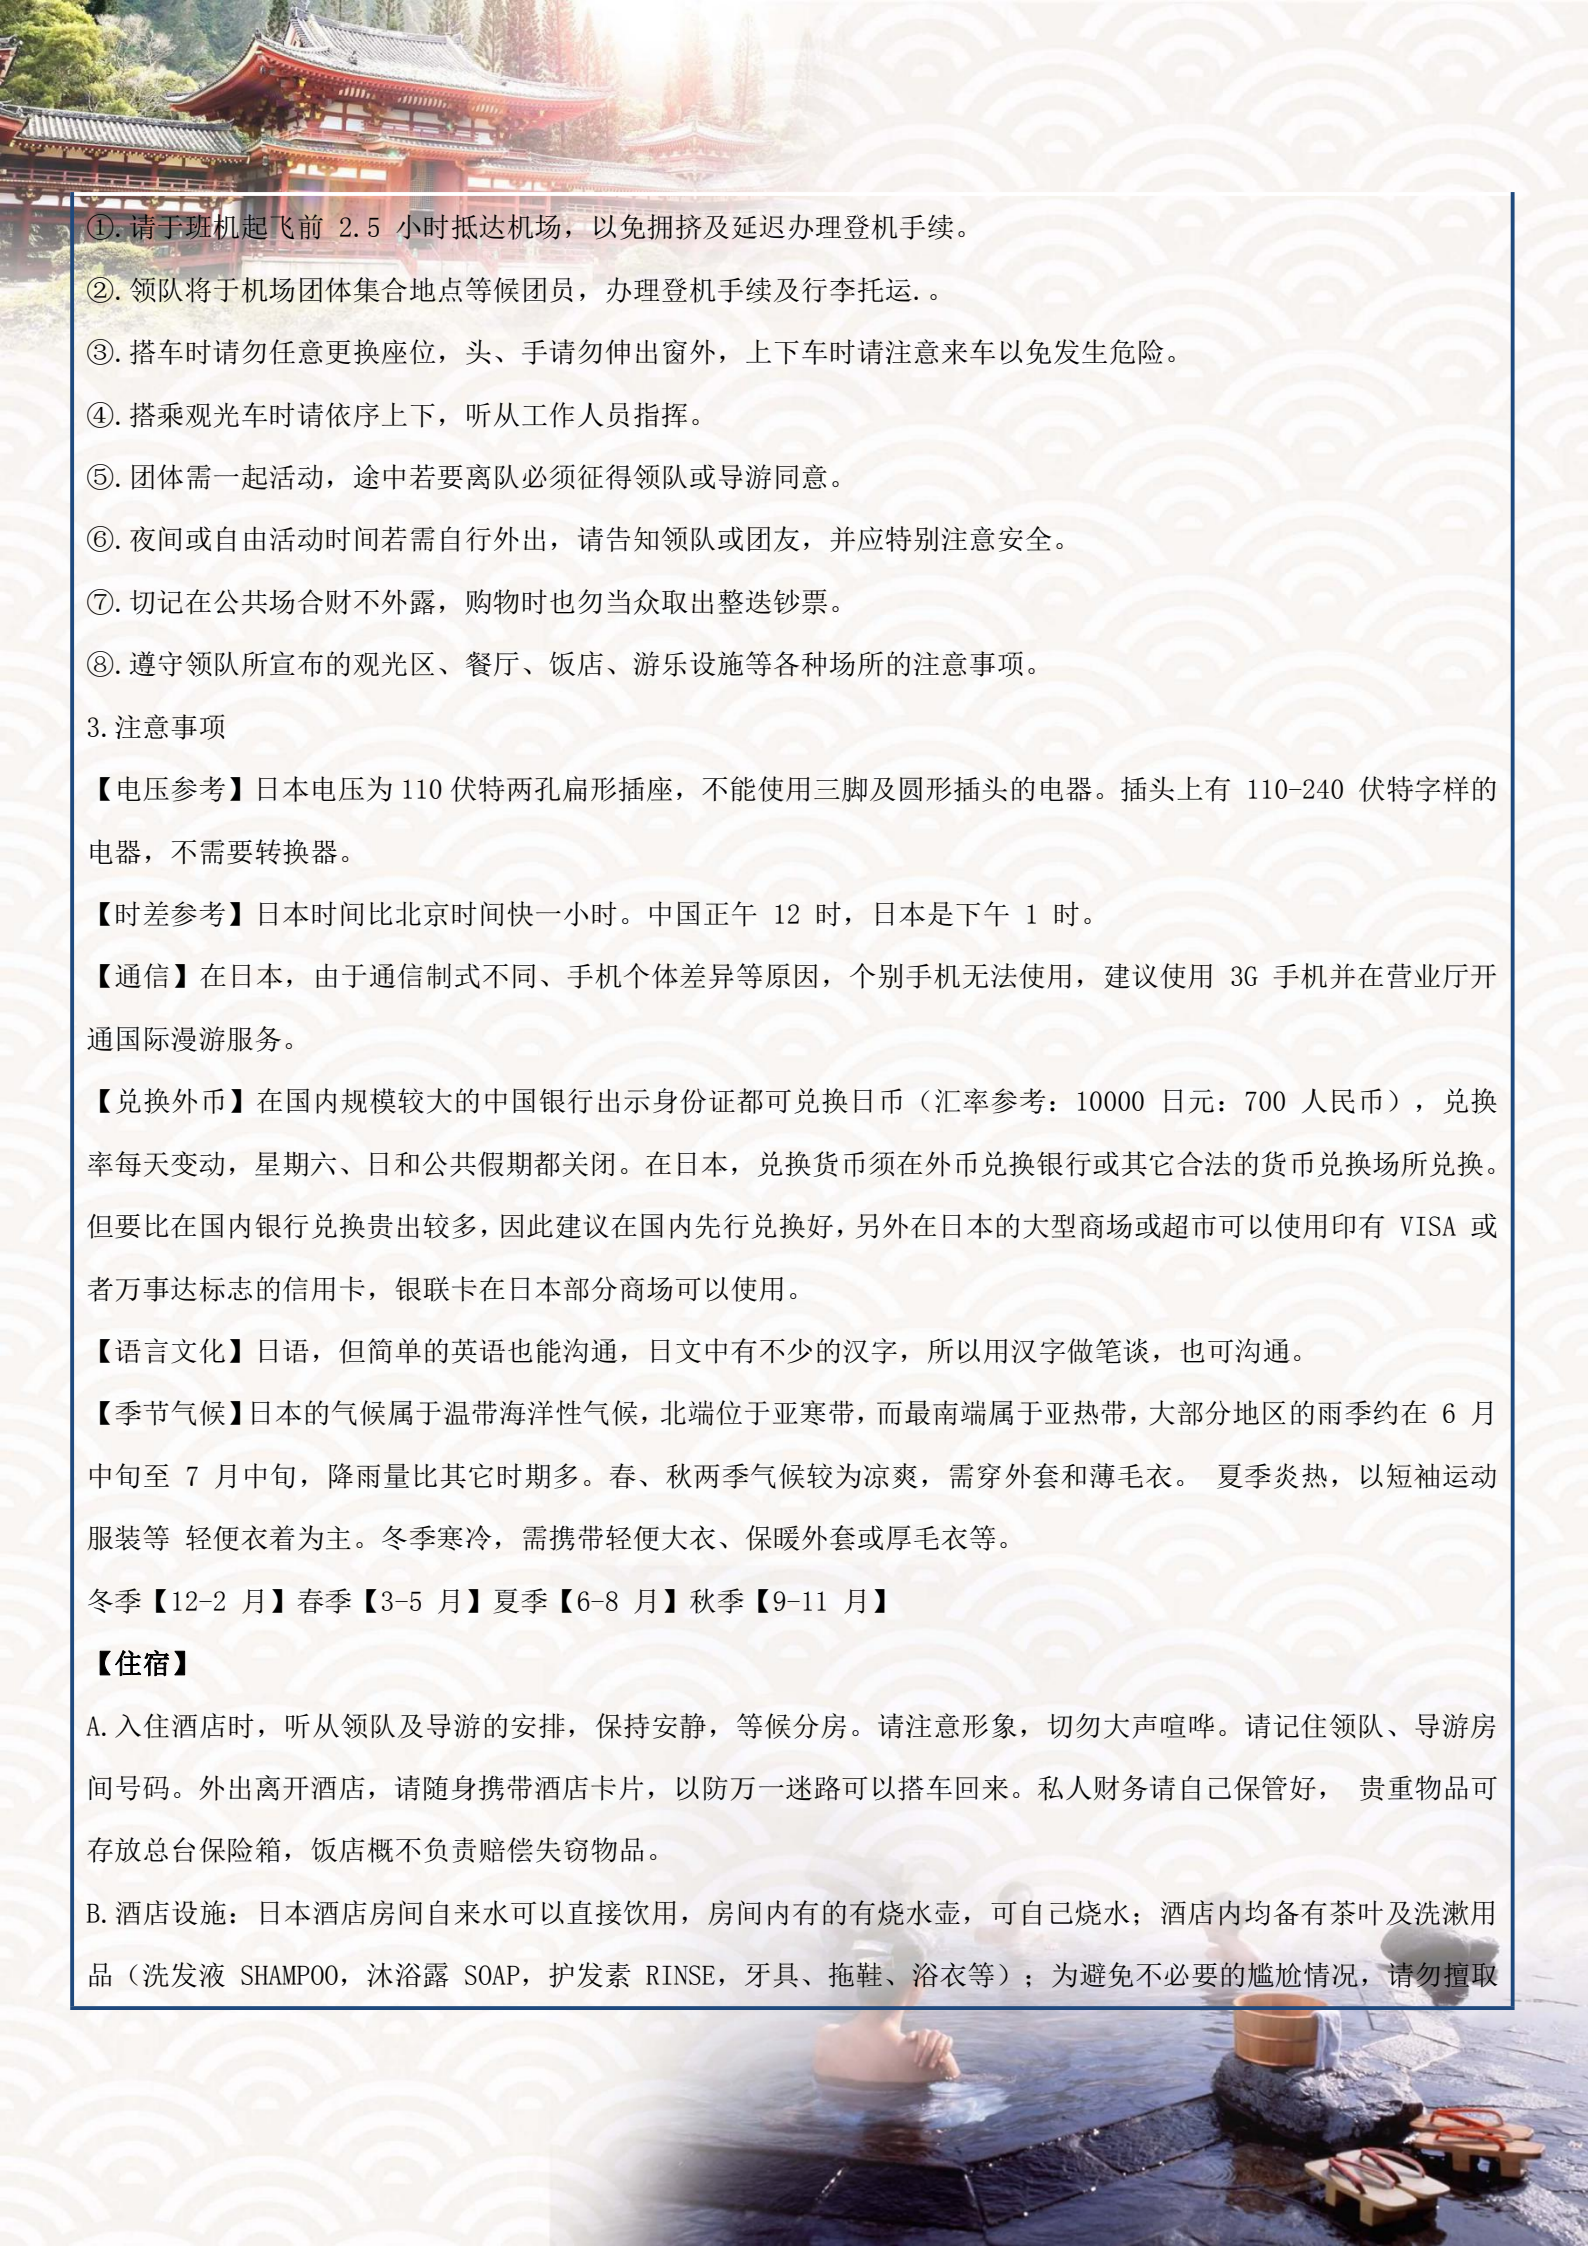 ①.请于班机起飞前 2.5 小时抵达机场，以免拥挤及延迟办理登机手续。
②.领队将于机场团体集合地点等候团员，办理登机手续及行李托运.。
③.搭车时请勿任意更换座位，头、手请勿伸出窗外，上下车时请注意来车以免发生危险。
④.搭乘观光车时请依序上下，听从工作人员指挥。
⑤.团体需一起活动，途中若要离队必须征得领队或导游同意。
⑥.夜间或自由活动时间若需自行外出，请告知领队或团友，并应特别注意安全。
⑦.切记在公共场合财不外露，购物时也勿当众取出整迭钞票。
⑧.遵守领队所宣布的观光区、餐厅、饭店、游乐设施等各种场所的注意事项。
3.注意事项
【电压参考】日本电压为110伏特两孔扁形插座，不能使用三脚及圆形插头的电器。插头上有 110-240 伏特字样的
电器，不需要转换器。
【时差参考】日本时间比北京时间快一小时。中国正午 12 时，日本是下午 1 时。
【通信】在日本，由于通信制式不同、手机个体差异等原因，个别手机无法使用，建议使用 3G 手机并在营业厅开
通国际漫游服务。
【兑换外币】在国内规模较大的中国银行出示身份证都可兑换日币（汇率参考：10000 日元：700 人民币），兑换
率每天变动，星期六、日和公共假期都关闭。在日本，兑换货币须在外币兑换银行或其它合法的货币兑换场所兑换。
但要比在国内银行兑换贵出较多，因此建议在国内先行兑换好，另外在日本的大型商场或超市可以使用印有 VISA 或
者万事达标志的信用卡，银联卡在日本部分商场可以使用。
【语言文化】日语，但简单的英语也能沟通，日文中有不少的汉字，所以用汉字做笔谈，也可沟通。
【季节气候】日本的气候属于温带海洋性气候，北端位于亚寒带，而最南端属于亚热带，大部分地区的雨季约在 6 月
中旬至 7 月中旬，降雨量比其它时期多。春、秋两季气候较为凉爽，需穿外套和薄毛衣。 夏季炎热，以短袖运动
服装等 轻便衣着为主。冬季寒冷，需携带轻便大衣、保暖外套或厚毛衣等。
冬季【12-2 月】春季【3-5 月】夏季【6-8 月】秋季【9-11 月】
【住宿】
A.入住酒店时，听从领队及导游的安排，保持安静，等候分房。请注意形象，切勿大声喧哗。请记住领队、导游房
间号码。外出离开酒店，请随身携带酒店卡片，以防万一迷路可以搭车回来。私人财务请自己保管好， 贵重物品可
存放总台保险箱，饭店概不负责赔偿失窃物品。
B.酒店设施：日本酒店房间自来水可以直接饮用，房间内有的有烧水壶，可自己烧水；酒店内均备有茶叶及洗漱用
品（洗发液 SHAMPOO，沐浴露 SOAP，护发素 RINSE，牙具、拖鞋、浴衣等）；为避免不必要的尴尬情况，请勿擅取